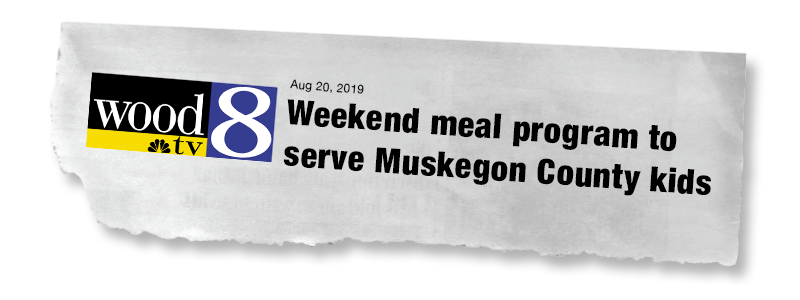 wood
tv
8
Aug 20, 2019
Weekend meal program to
serve Muskegon County kids